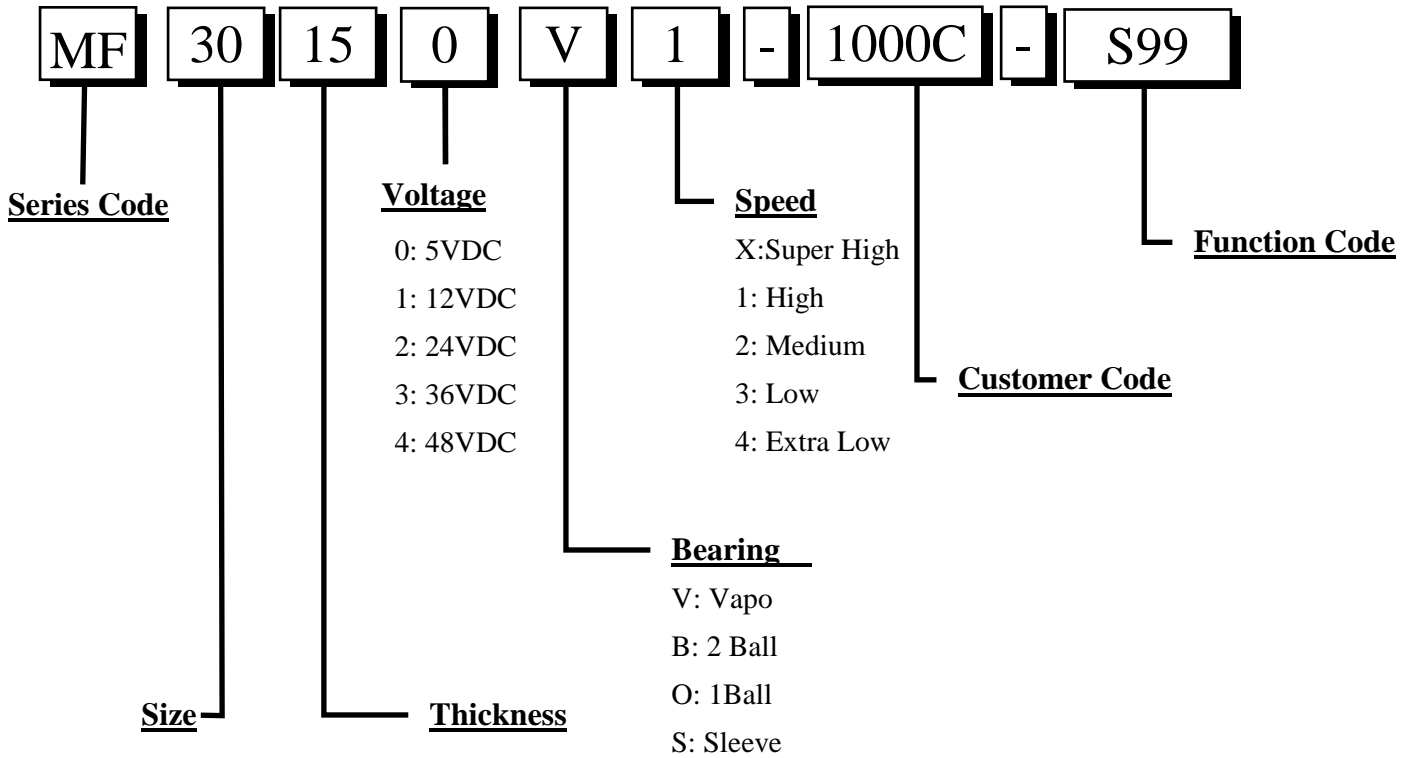 MF 30 15 0 V 1 - 1000C - S99
Series Code
Voltage
0: 5VDC
1: 12VDC
2: 24VDC
3: 36VDC
4: 48VDC
Speed
X:Super High
1: High
2: Medium
3: Low
4: Extra Low
Function Code
Customer Code
Bearing
V: Vapo
B: 2 Ball
O: 1Ball
S: Sleeve
Size
Thickness